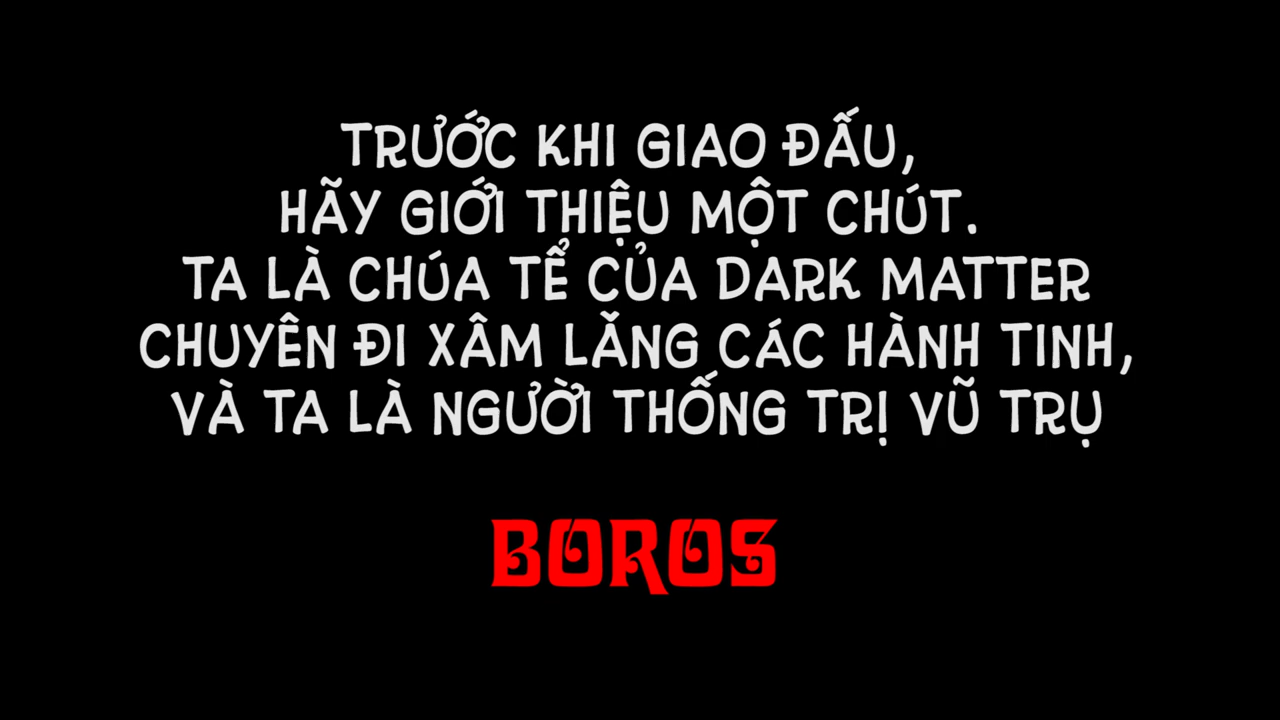 TRƯỚC KHI GIAO ĐẤU,
HÃY GIỚI THIỆU MỘT CHÚT.
TA LÀ CHÚA TỂ CỦA DARK MATTER
CHUYÊN ĐI XÂM LĂNG CÁC HÀNH TINH,
VÀ TA LÀ NGƯỜI THỐNG TRỊ VŨ TRỤ
BOROS